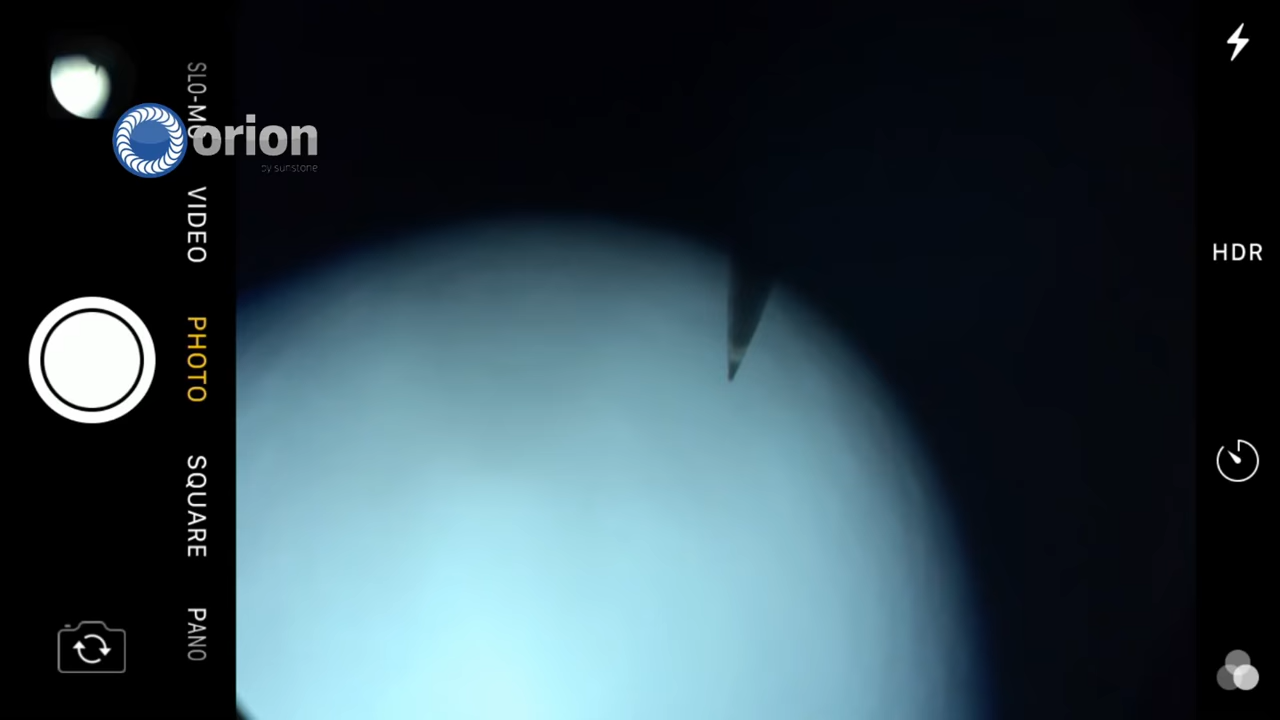 SLO-MO
VIDEO
PHOTO
SQUARE
PANO
orion
by sunstone
HDR